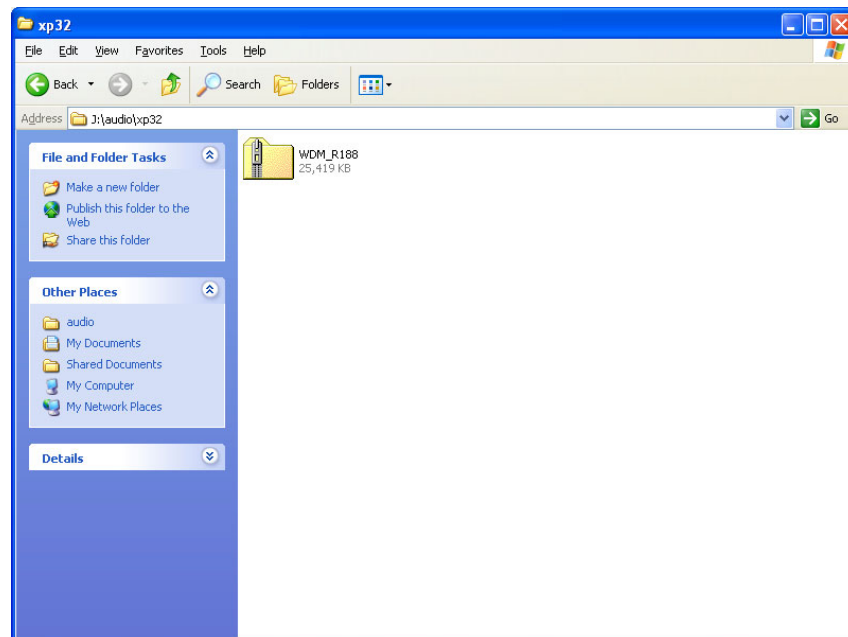 xp32
File Edit View Favorites Tools Help
Back Search Folders
Address J:\audio\xp32 Go
File and Folder Tasks
Make a new folder
Publish this folder to the
Web
Share this folder
Other Places
audio
My Documents
Shared Documents
My Computer
My Network Places
Details
WDM_R188
25,419 KB